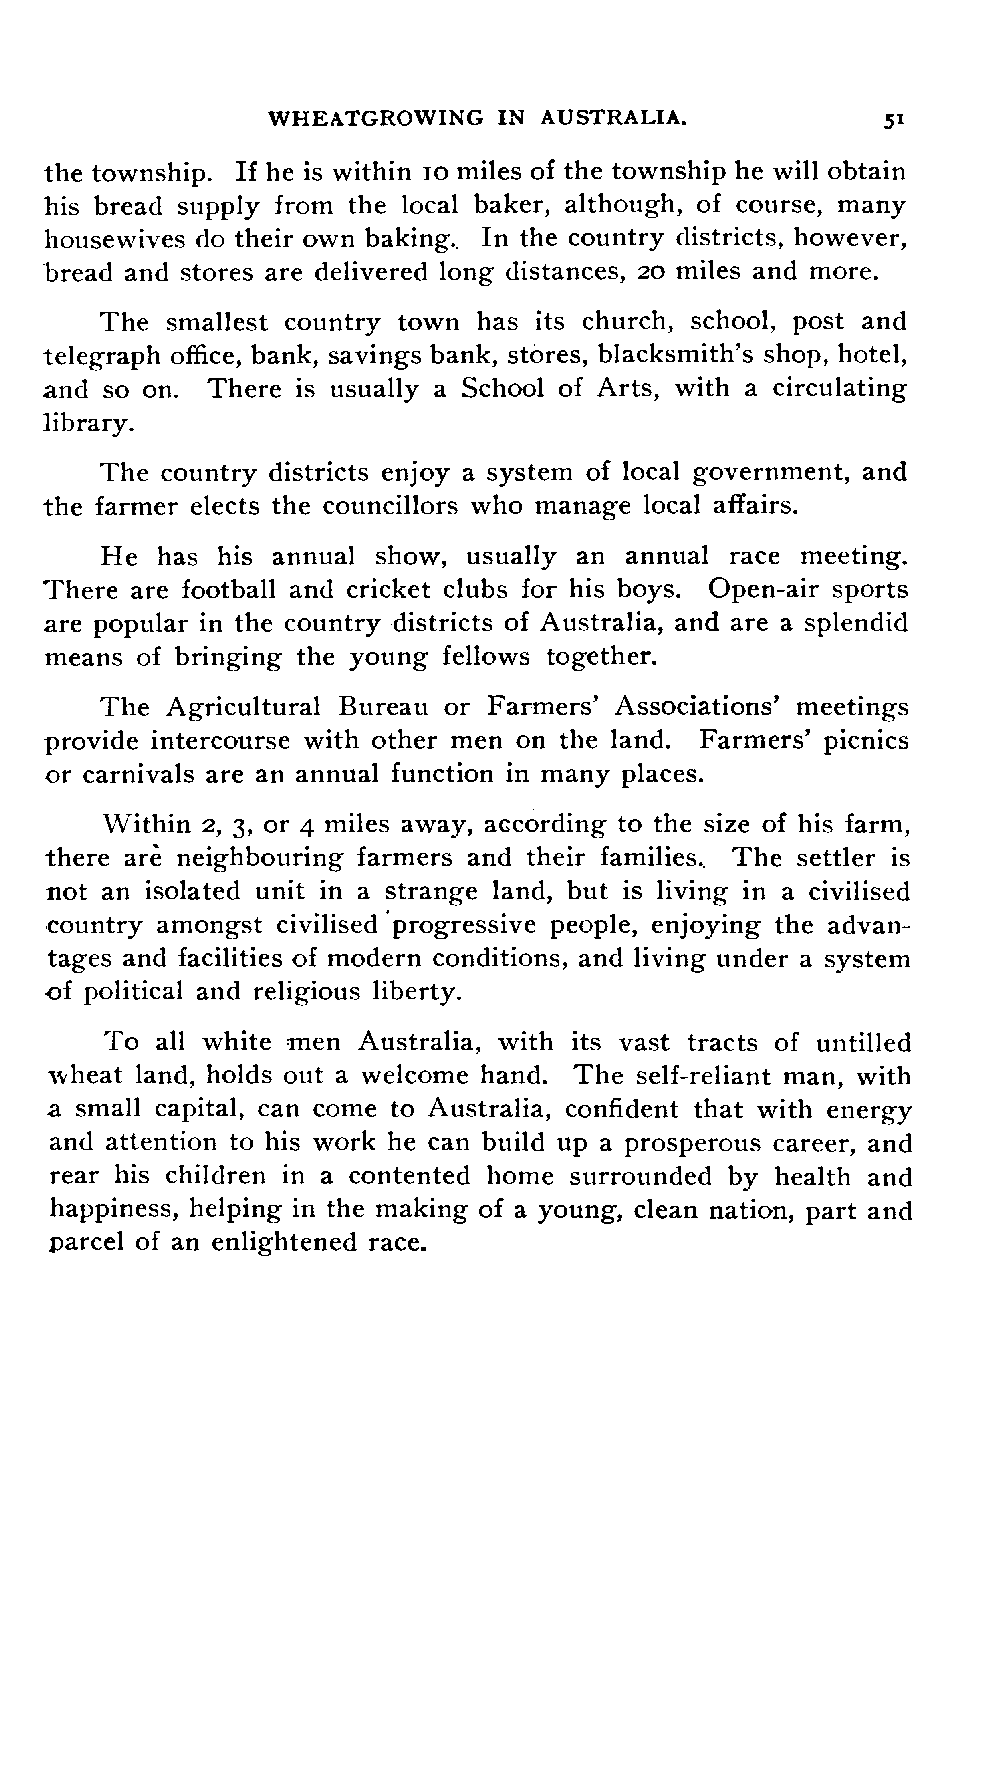 WHEATGROWING IN AUSTRALIA. 51
the township. If he is within 10 miles of the township he will obtain
his bread supply from the local baker, although, of course, many
housewives do their own baking. In the country districts, however,
bread and stores are delivered long distances, 20 miles and more.
The smallest country town has its church, school, post and
telegraph office, bank, savings bank, stores, blacksmith's shop, hotel,
and so on. There is usually a School of Arts, with a circulating
library.
The country districts enjoy a system of local government, and
the farmer elects the councillors who manage local affairs.
He has his annual show, usually an annual race meeting.
There are football and cricket clubs for his boys. Open-air sports
are popular in the country districts of Australia, and are a splendid
means of bringing the young fellows together.
The Agricultural Bureau or Farmers' Associations' meetings
provide intercourse with other men on the land. Farmers' picnics
or carnivals are an annual function in many places.
Within 2, 3, or 4 miles away, according to the size of his farm,
there are neighbouring farmers and their families. The settler is
not an isolated unit in a strange land, but is living in a civilised
country amongst civilised progressive people, enjoying the advan-
tages and facilities of modern conditions, and living under a system
of political and religious liberty.
To all white men Australia, with its vast tracts of untilled
wheat land, holds out a welcome hand. The self-reliant man, with
a small capital, can come to Australia, confident that with energy
and attention to his work he can build up a prosperous career, and
rear his children in a contented home surrounded by health and
happiness, helping in the making of a young, clean nation, part and
parcel of an enlightened race.